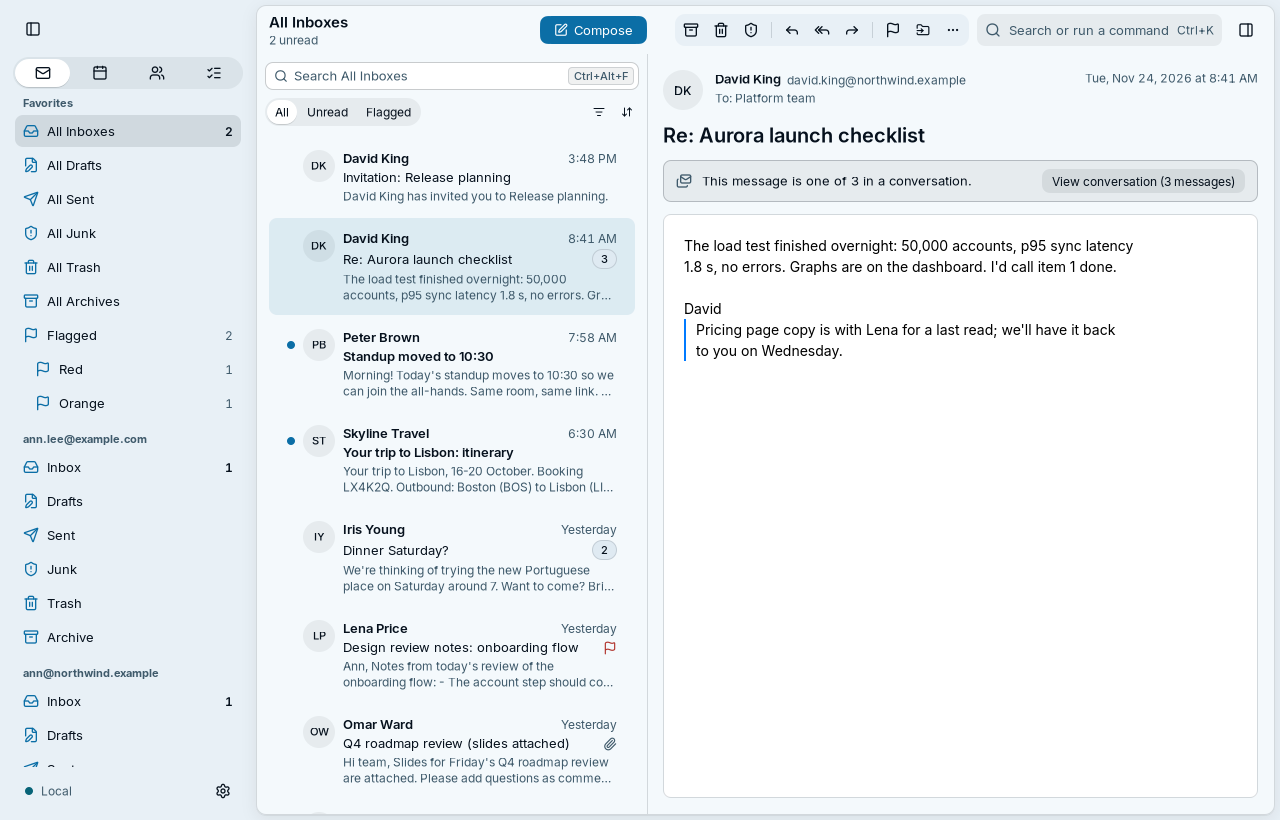 Favorites
All Inboxes 2
All Drafts
All Sent
All Junk
All Trash
All Archives
Flagged 2
Red 1
Orange 1
ann.lee@example.com
Inbox 1
Drafts
Sent
Junk
Trash
Archive
ann@northwind.example
Inbox 1
Drafts
Local
All Inboxes
2 unread
Compose
Search All Inboxes Ctrl+Alt+F
All Unread Flagged
DK David King 3:48 PM
Invitation: Release planning
David King has invited you to Release planning.
DK David King 8:41 AM
Re: Aurora launch checklist 3
The load test finished overnight: 50,000
accounts, p95 sync latency 1.8 s, no errors. Gr…
PB Peter Brown 7:58 AM
Standup moved to 10:30
Morning! Today's standup moves to 10:30 so we
can join the all-hands. Same room, same link. …
ST Skyline Travel 6:30 AM
Your trip to Lisbon: itinerary
Your trip to Lisbon, 16-20 October. Booking
LX4K2Q. Outbound: Boston (BOS) to Lisbon (LI…
IY Iris Young Yesterday
Dinner Saturday? 2
We're thinking of trying the new Portuguese
place on Saturday around 7. Want to come? Bri…
LP Lena Price Yesterday
Design review notes: onboarding flow
Ann, Notes from today's review of the
onboarding flow: - The account step should co…
OW Omar Ward Yesterday
Q4 roadmap review (slides attached)
Hi team, Slides for Friday's Q4 roadmap review
are attached. Please add questions as comme…
Search or run a command Ctrl+K
DK David King david.king@northwind.example Tue, Nov 24, 2026 at 8:41 AM
To: Platform team
Re: Aurora launch checklist
This message is one of 3 in a conversation. View conversation (3 messages)
The load test finished overnight: 50,000 accounts, p95 sync latency
1.8 s, no errors. Graphs are on the dashboard. I'd call item 1 done.
David
Pricing page copy is with Lena for a last read; we'll have it back
to you on Wednesday.